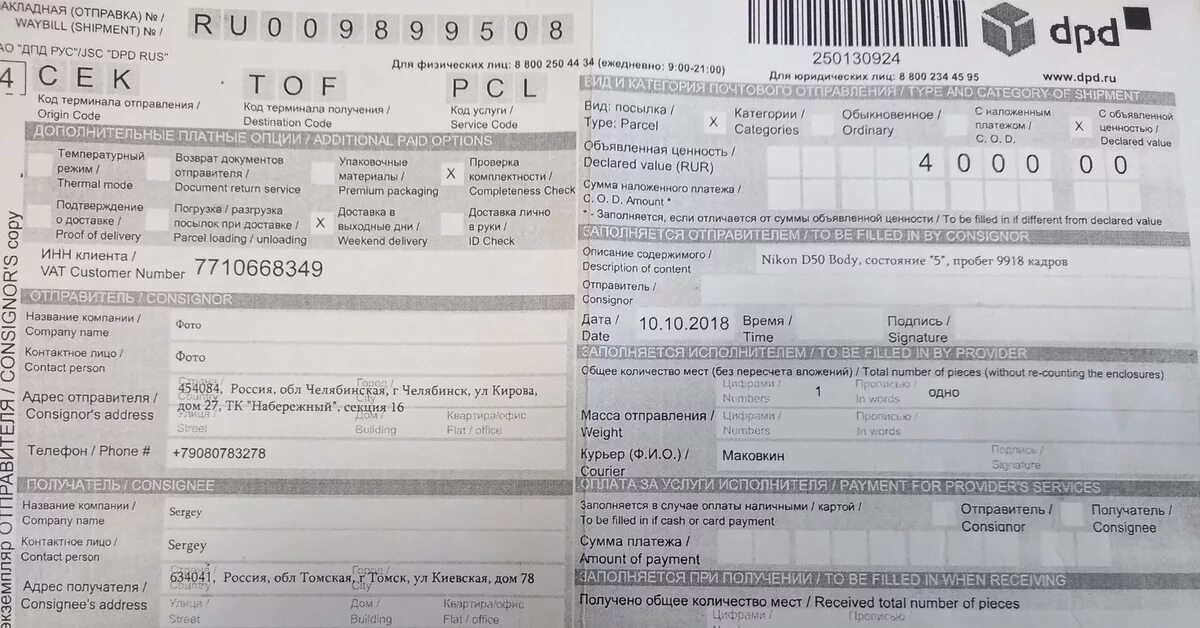 АКЛАДНАЯ (ОТПРАВКА) № /
WAYBILL (SHIPMENT) № /
RU009899508
АО "ДПД РУС"/JSC "DPD RUS"
Для физических лиц: 8 800 250 44 34 (ежедневно: 9:00-21:00)
250130924
Для юридических лиц: 8 800 234 45 95
dpd
www.dpd.ru
4
CEK
TOF
PCL
Код терминала отправления /
Origin Code
Код терминала получения /
Destination Code
Код услуги /
Service Code
ДОПОЛНИТЕЛЬНЫЕ ПЛАТНЫЕ ОПЦИИ / ADDITIONAL PAID OPTIONS
Температурный
режим /
Thermal mode
Возврат документов
отправителя /
Document return service
Упаковочные
материалы /
Premium packaging
X
Проверка
комплектности /
Completeness Check
Подтверждение
о доставке /
Proof of delivery
Погрузка / разгрузка
посылок при доставке /
Parcel loading / unloading
X
Доставка в
выходные дни /
Weekend delivery
Доставка лично
в руки /
ID Check
ИНН клиента /
VAT Customer Number
7710668349
ОТПРАВИТЕЛЬ / CONSIGNOR
Название компании /
Company name
Фото
Контактное лицо /
Contact person
Фото
Адрес отправителя /
Consignor's address
Страна /
Country
Город /
City
454084, Россия, обл Челябинская, г Челябинск, ул Кирова,
дом 27, ТК "Набережный", секция 16
Улица /
Street
Дом /
Building
Квартира/офис
Flat / office
Телефон / Phone #
+79080783278
ПОЛУЧАТЕЛЬ / CONSIGNEE
Название компании /
Company name
Sergey
Контактное лицо /
Contact person
Sergey
Адрес получателя /
Consignee's address
Страна /
Country
Город /
City
634041, Россия, обл Томская, г Томск, ул Киевская, дом 78
Улица /
Street
Дом /
Building
Квартира/офис
Flat / office
экземпляр ОТПРАВИТЕЛЯ / CONSIGNOR'S copy
ВИД И КАТЕГОРИЯ ПОЧТОВОГО ОТПРАВЛЕНИЯ / TYPE AND CATEGORY OF SHIPMENT
Вид: посылка /
Type: Parcel
X
Категории /
Categories
Обыкновенное /
Ordinary
С наложенным
платежом /
C. O. D.
X
С объявленной
ценностью /
Declared value
Объявленная ценность /
Declared value (RUR)
4000 00
Сумма наложенного платежа /
C. O. D. Amount *
* - Заполняется, если отличается от суммы объявленной ценности / To be filled in if different from declared value
ЗАПОЛНЯЕТСЯ ОТПРАВИТЕЛЕМ / TO BE FILLED IN BY CONSIGNOR
Описание содержимого /
Description of content
Nikon D50 Body, состояние "5", пробег 9918 кадров
Отправитель /
Consignor
Дата /
Date
10.10.2018
Время /
Time
Подпись /
Signature
ЗАПОЛНЯЕТСЯ ИСПОЛНИТЕЛЕМ / TO BE FILLED IN BY PROVIDER
Общее количество мест (без пересчета вложений) / Total number of pieces (without re-counting the enclosures)
Цифрами /
Numbers
1
Прописью /
In words
одно
Масса отправления /
Weight
Цифрами /
Numbers
Прописью /
In words
Курьер (Ф.И.О.) /
Courier
Маковкин
Подпись /
Signature
ОПЛАТА ЗА УСЛУГИ ИСПОЛНИТЕЛЯ / PAYMENT FOR PROVIDER'S SERVICES
Заполняется в случае оплаты наличными / картой /
To be filled in if cash or card payment
Отправитель /
Consignor
Получатель /
Consignee
Сумма платежа /
Amount of payment
ЗАПОЛНЯЕТСЯ ПРИ ПОЛУЧЕНИИ / TO BE FILLED IN WHEN RECEIVING
Получено общее количество мест / Received total number of pieces
Цифрами /
Прописью /